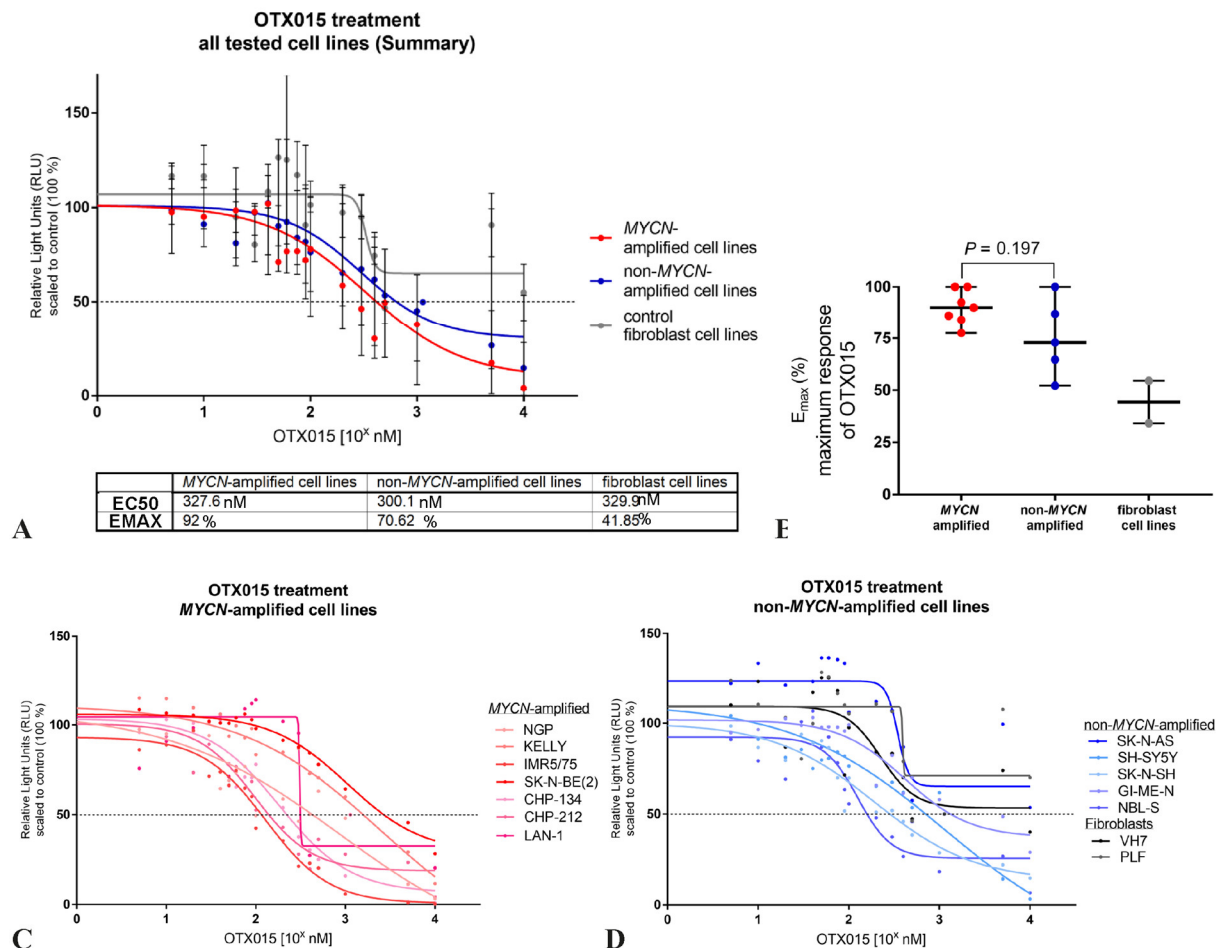 OTX015 treatment
all tested cell lines (Summary)
Relative Light Units (RLU)
scaled to control (100 %)
150
100
50
0
0 1 2 3 4
OTX015 [10ˣ nM]
MYCN-
amplified cell lines
non-MYCN-
amplified cell lines
control
fibroblast cell lines
MYCN-amplified cell lines non-MYCN-amplified cell lines fibroblast cell lines
EC50 327.6 nM 300.1 nM 329.9 nM
EMAX 92 % 70.62 % 41.85%
A
P = 0.197
Emax (%)
maximum response
of OTX015
100
75
50
25
0
MYCN
amplified
non-MYCN
amplified
fibroblast
cell lines
E
OTX015 treatment
MYCN-amplified cell lines
Relative Light Units (RLU)
scaled to control (100 %)
150
100
50
0
0 1 2 3 4
OTX015 [10ˣ nM]
MYCN-amplified
NGP
KELLY
IMR5/75
SK-N-BE(2)
CHP-134
CHP-212
LAN-1
C
OTX015 treatment
non-MYCN-amplified cell lines
Relative Light Units (RLU)
scaled to control (100 %)
150
100
50
0
0 1 2 3 4
OTX015 [10ˣ nM]
non-MYCN-amplified
SK-N-AS
SH-SY5Y
SK-N-SH
GI-ME-N
NBL-S
Fibroblasts
VH7
PLF
D